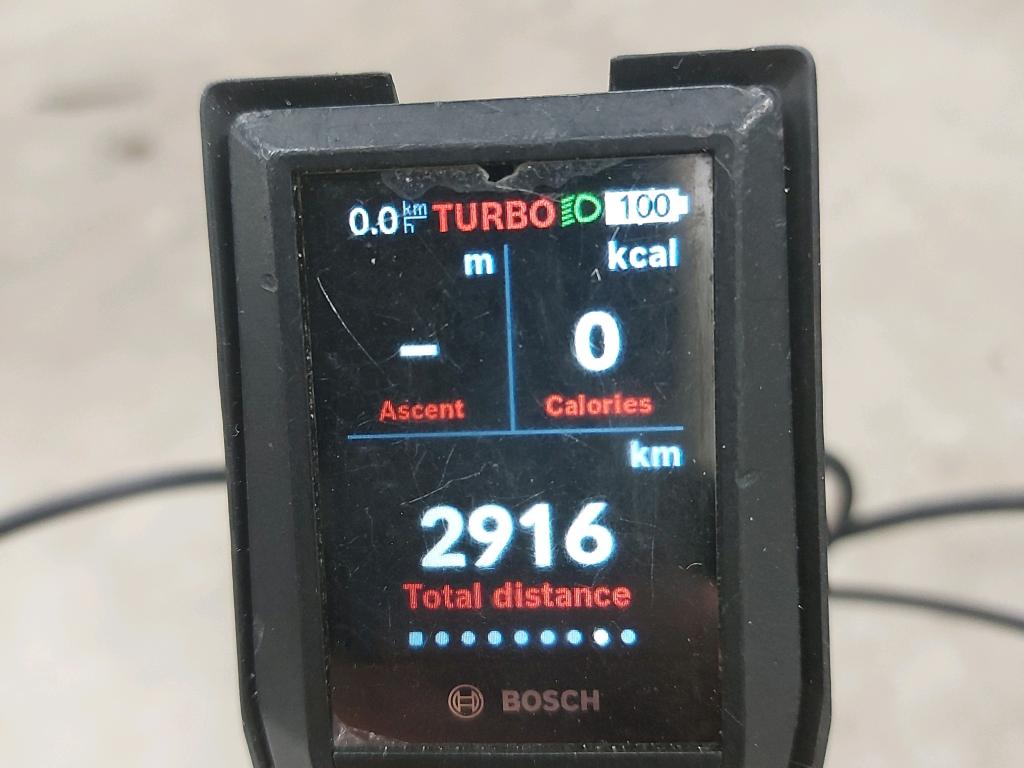 0.0 km/h TURBO 100
m kcal
– 0
Ascent Calories
km
2916
Total distance
BOSCH